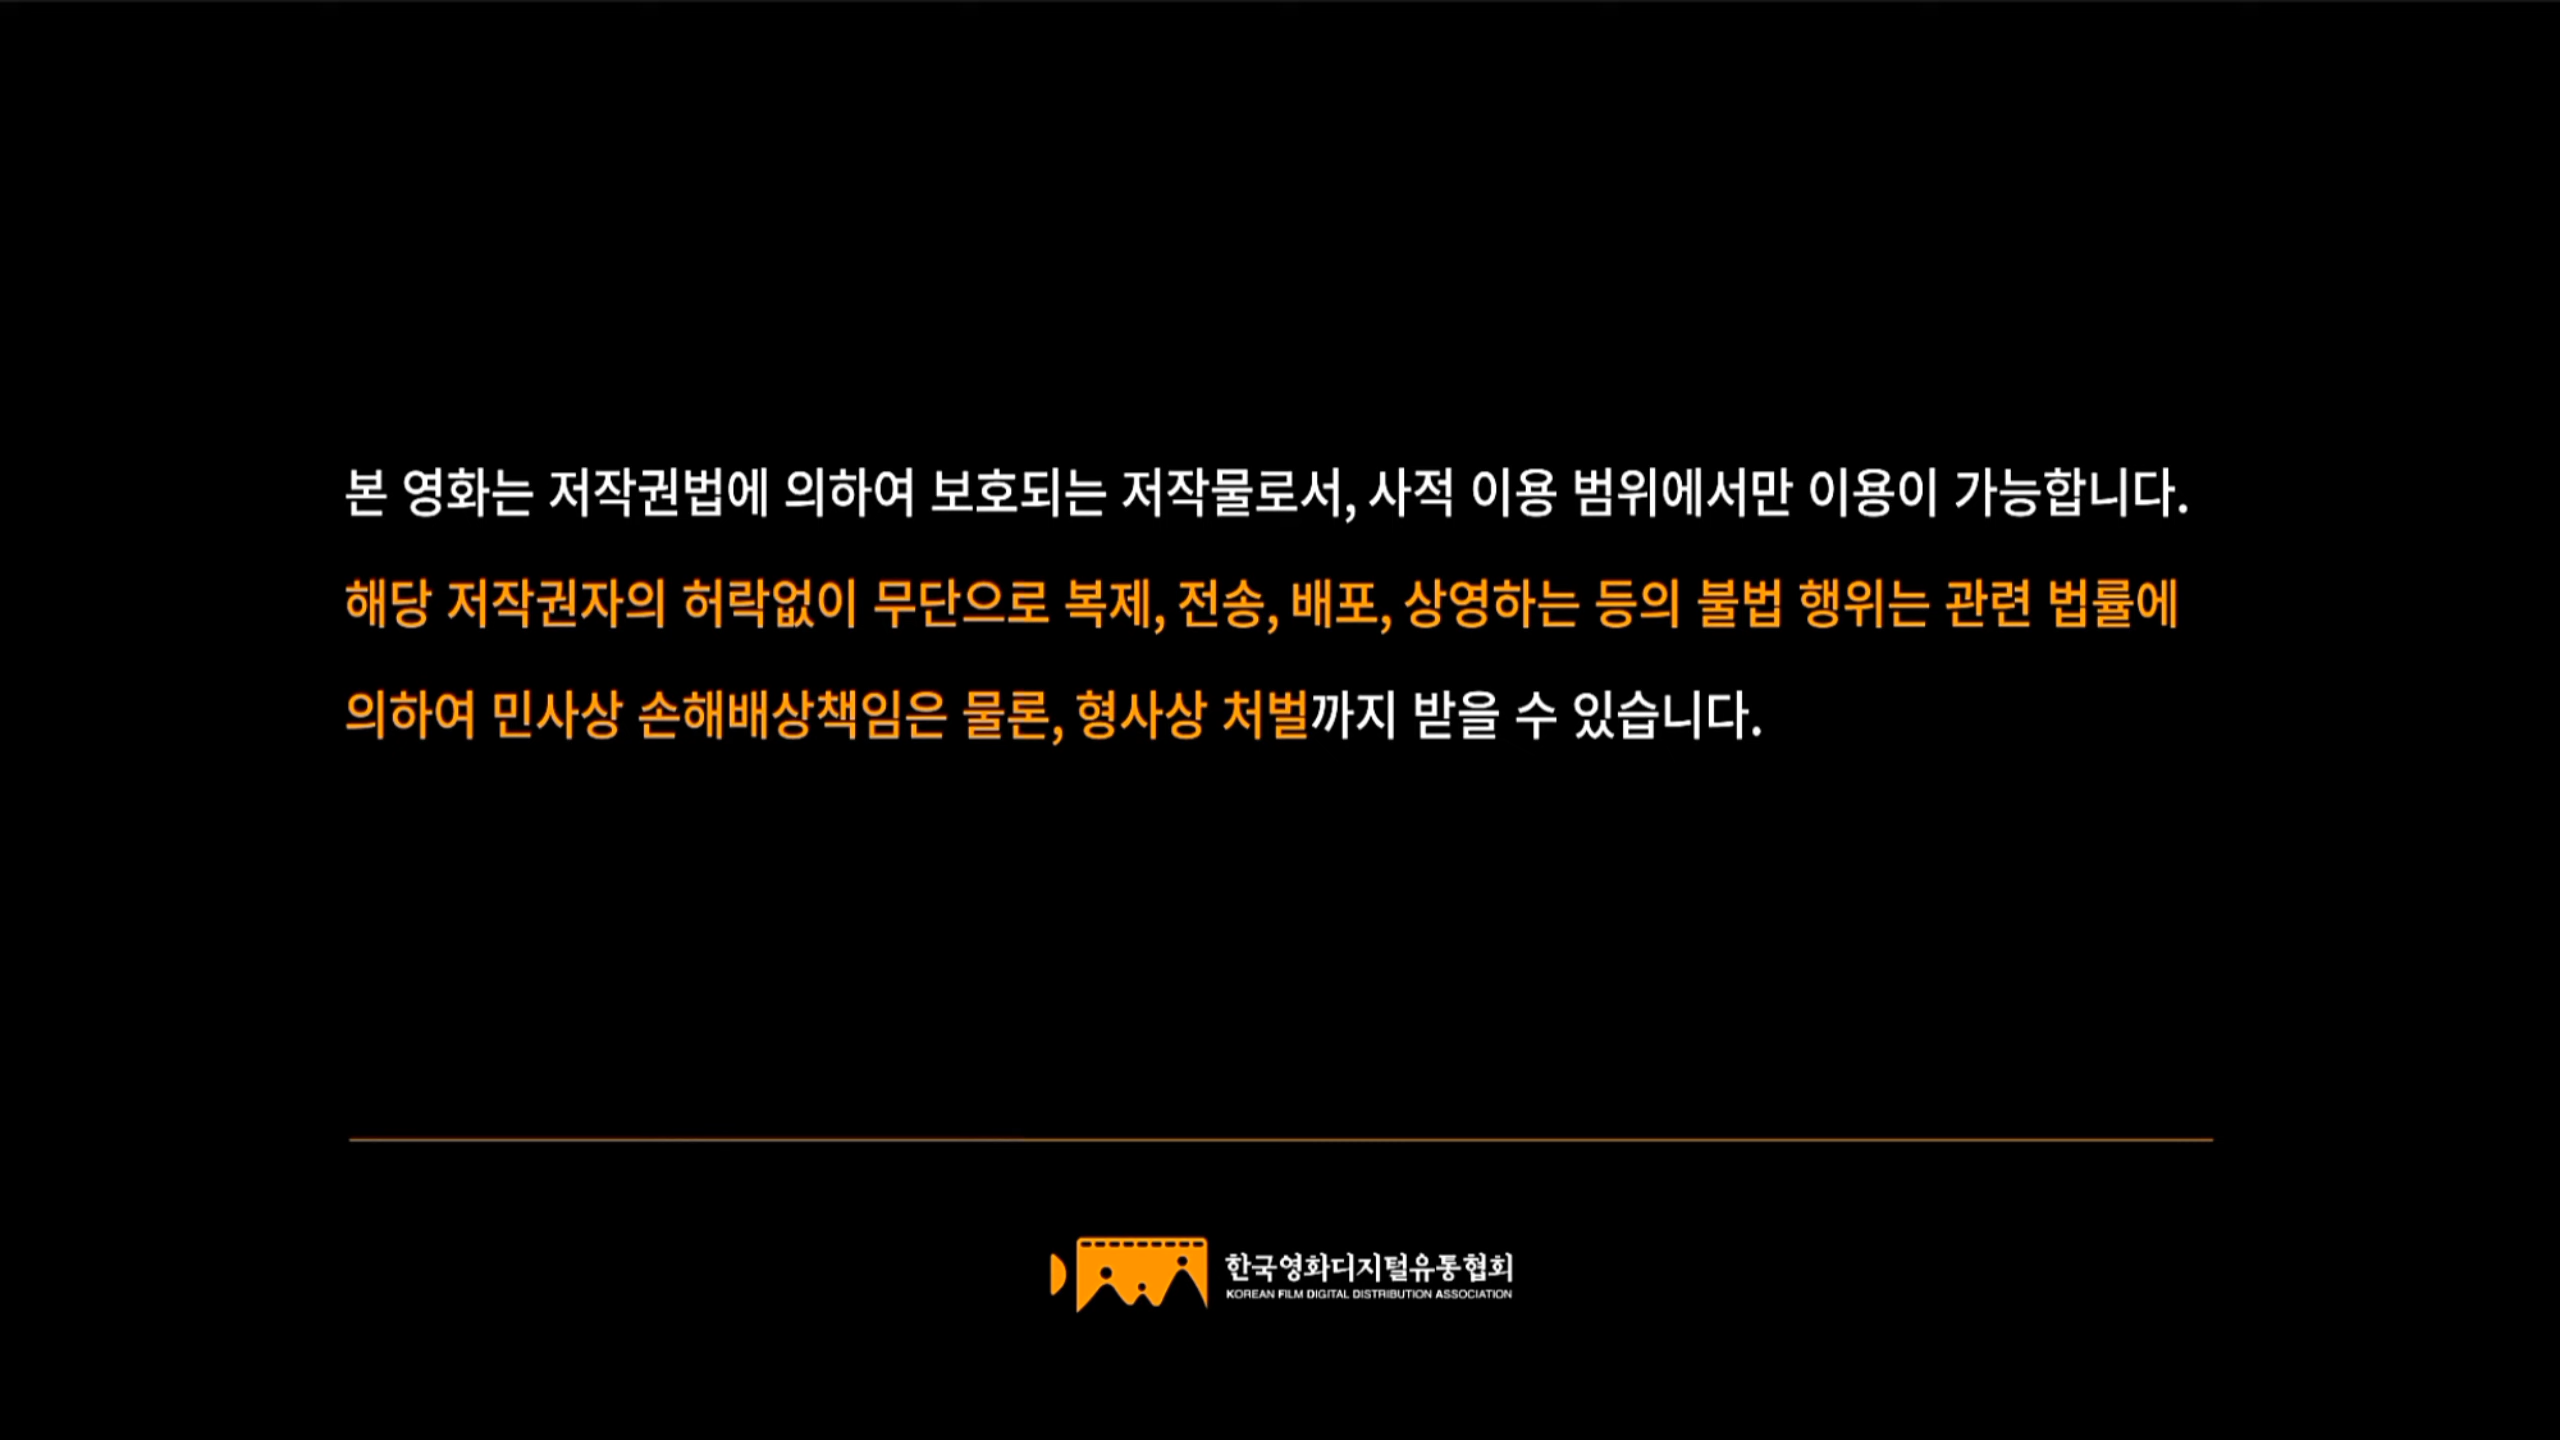 본 영화는 저작권법에 의하여 보호되는 저작물로서, 사적 이용 범위에서만 이용이 가능합니다.
해당 저작권자의 허락없이 무단으로 복제, 전송, 배포, 상영하는 등의 불법 행위는 관련 법률에
의하여 민사상 손해배상책임은 물론, 형사상 처벌까지 받을 수 있습니다.
한국영화디지털유통협회
KOREAN FILM DIGITAL DISTRIBUTION ASSOCIATION